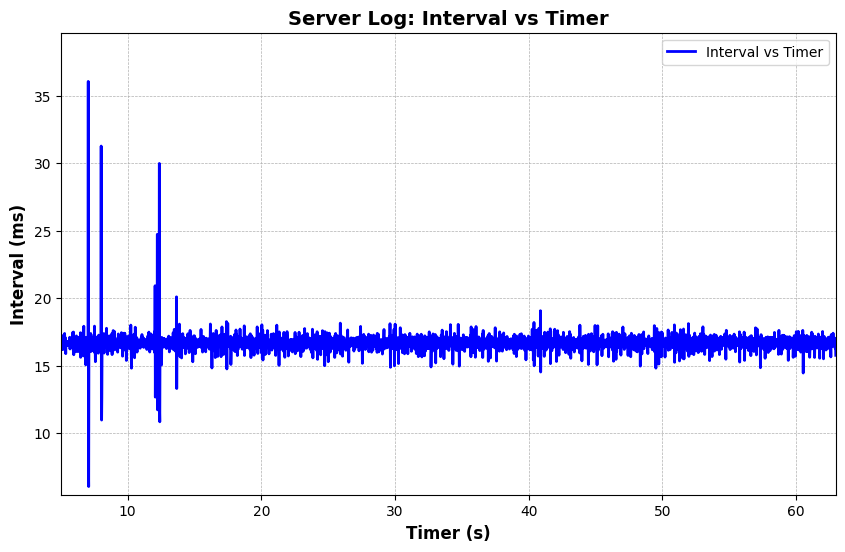 Server Log: Interval vs Timer
Interval vs Timer
35
30
25
20
15
10
Interval (ms)
10 20 30 40 50 60
Timer (s)